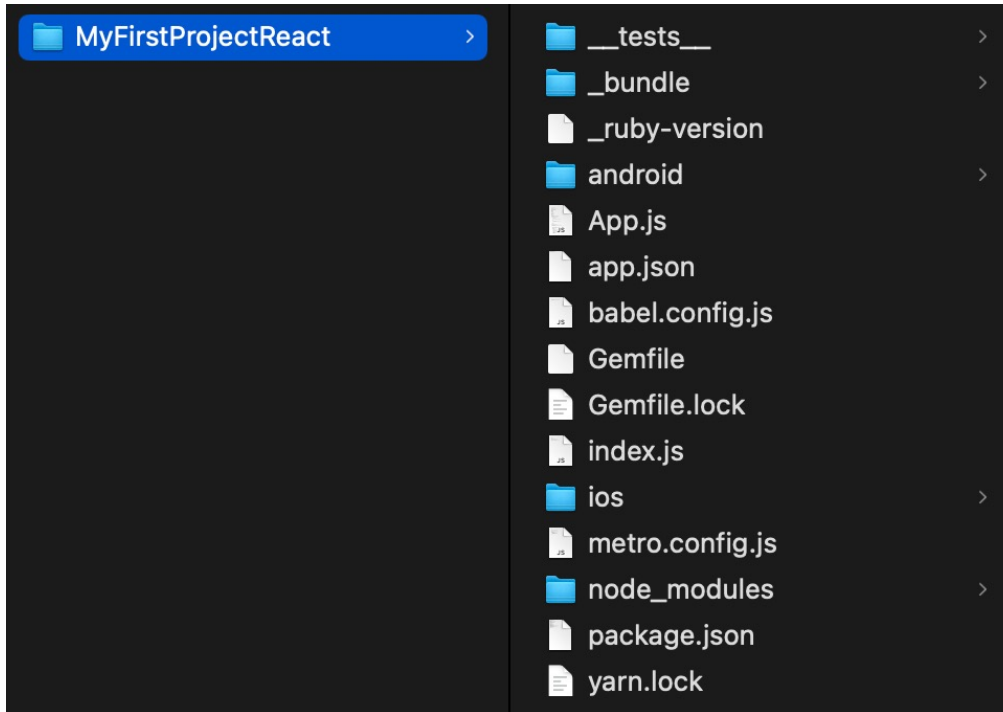 MyFirstProjectReact
__tests__
_bundle
_ruby-version
android
App.js
app.json
babel.config.js
Gemfile
Gemfile.lock
index.js
ios
metro.config.js
node_modules
package.json
yarn.lock